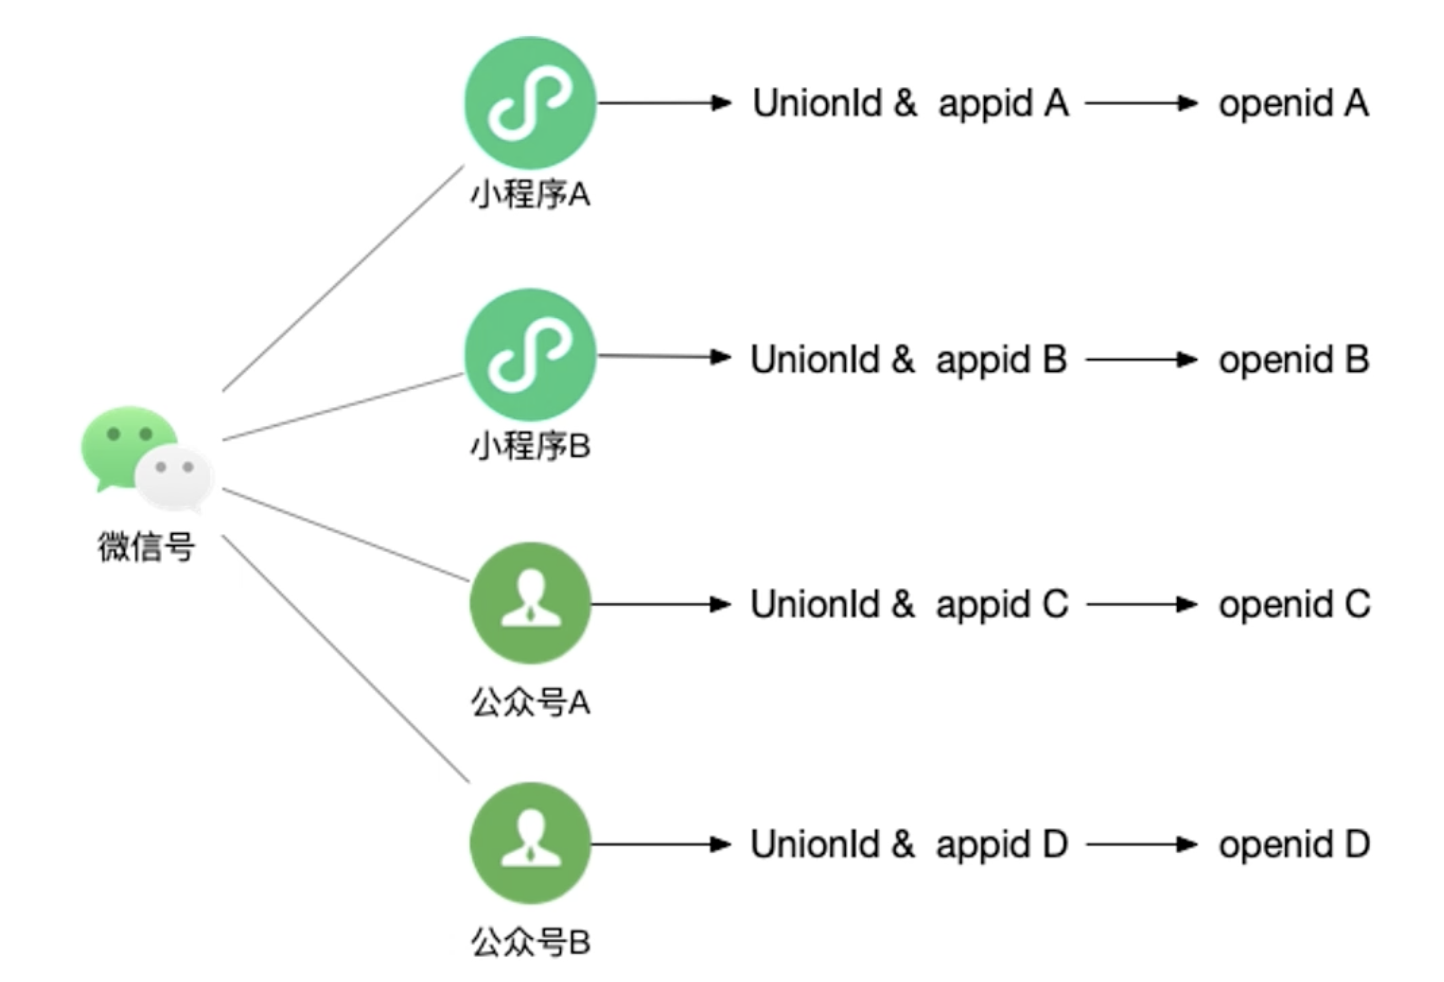 UnionId & appid A
openid A
小程序A
UnionId & appid B
openid B
小程序B
微信号
UnionId & appid C
openid C
公众号A
UnionId & appid D
openid D
公众号B